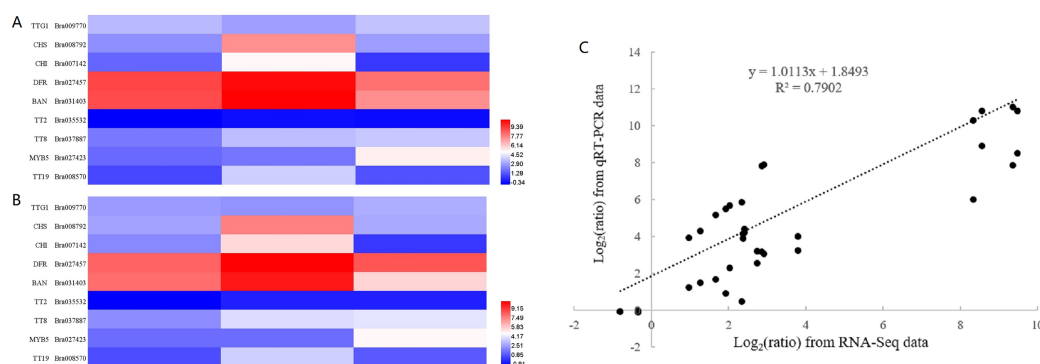 A
TTG1 Bra009770
CHS Bra008792
CHI Bra007142
DFR Bra027457
BAN Bra031403
TT2 Bra035532
TT8 Bra037887
MYB5 Bra027423
TT19 Bra008570
9.39
7.77
6.14
4.52
2.90
1.28
-0.34
B
TTG1 Bra009770
CHS Bra008792
CHI Bra007142
DFR Bra027457
BAN Bra031403
TT2 Bra035532
TT8 Bra037887
MYB5 Bra027423
TT19 Bra008570
9.15
7.49
5.83
4.17
2.51
0.85
C
y = 1.0113x + 1.8493
R² = 0.7902
Log₂(ratio) from qRT-PCR data
14
12
10
8
6
4
2
0
-2
0
2
4
6
8
10
Log₂(ratio) from RNA-Seq data